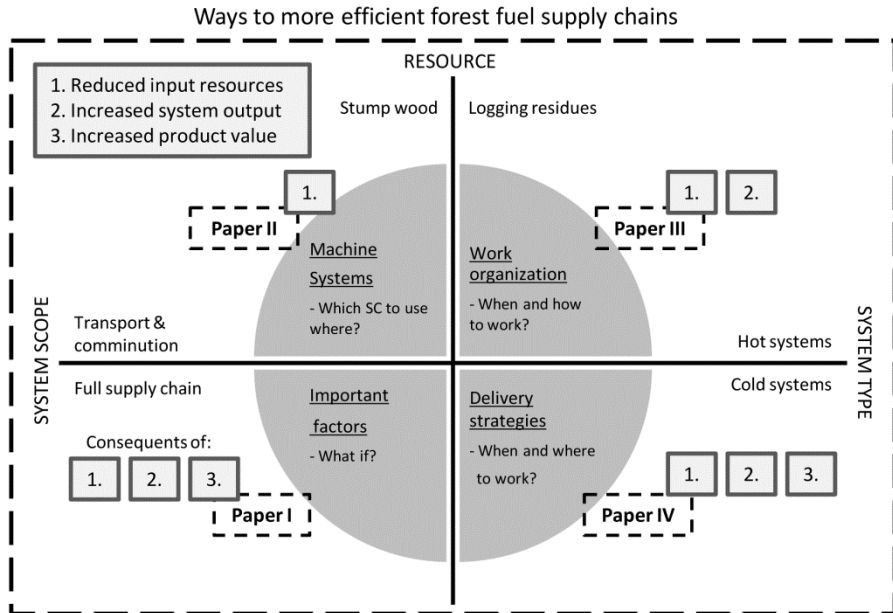 Ways to more efficient forest fuel supply chains
RESOURCE
1. Reduced input resources
2. Increased system output
3. Increased product value
Stump wood
Logging residues
1.
Paper II
1.
2.
Paper III
Machine
Systems
- Which SC to use
where?
Work
organization
- When and how
to work?
SYSTEM SCOPE
Transport &
comminution
Hot systems
SYSTEM TYPE
Full supply chain
Cold systems
Consequents of:
1.
2.
3.
Paper I
Important
factors
- What if?
Delivery
strategies
- When and where
to work?
1.
2.
3.
Paper IV